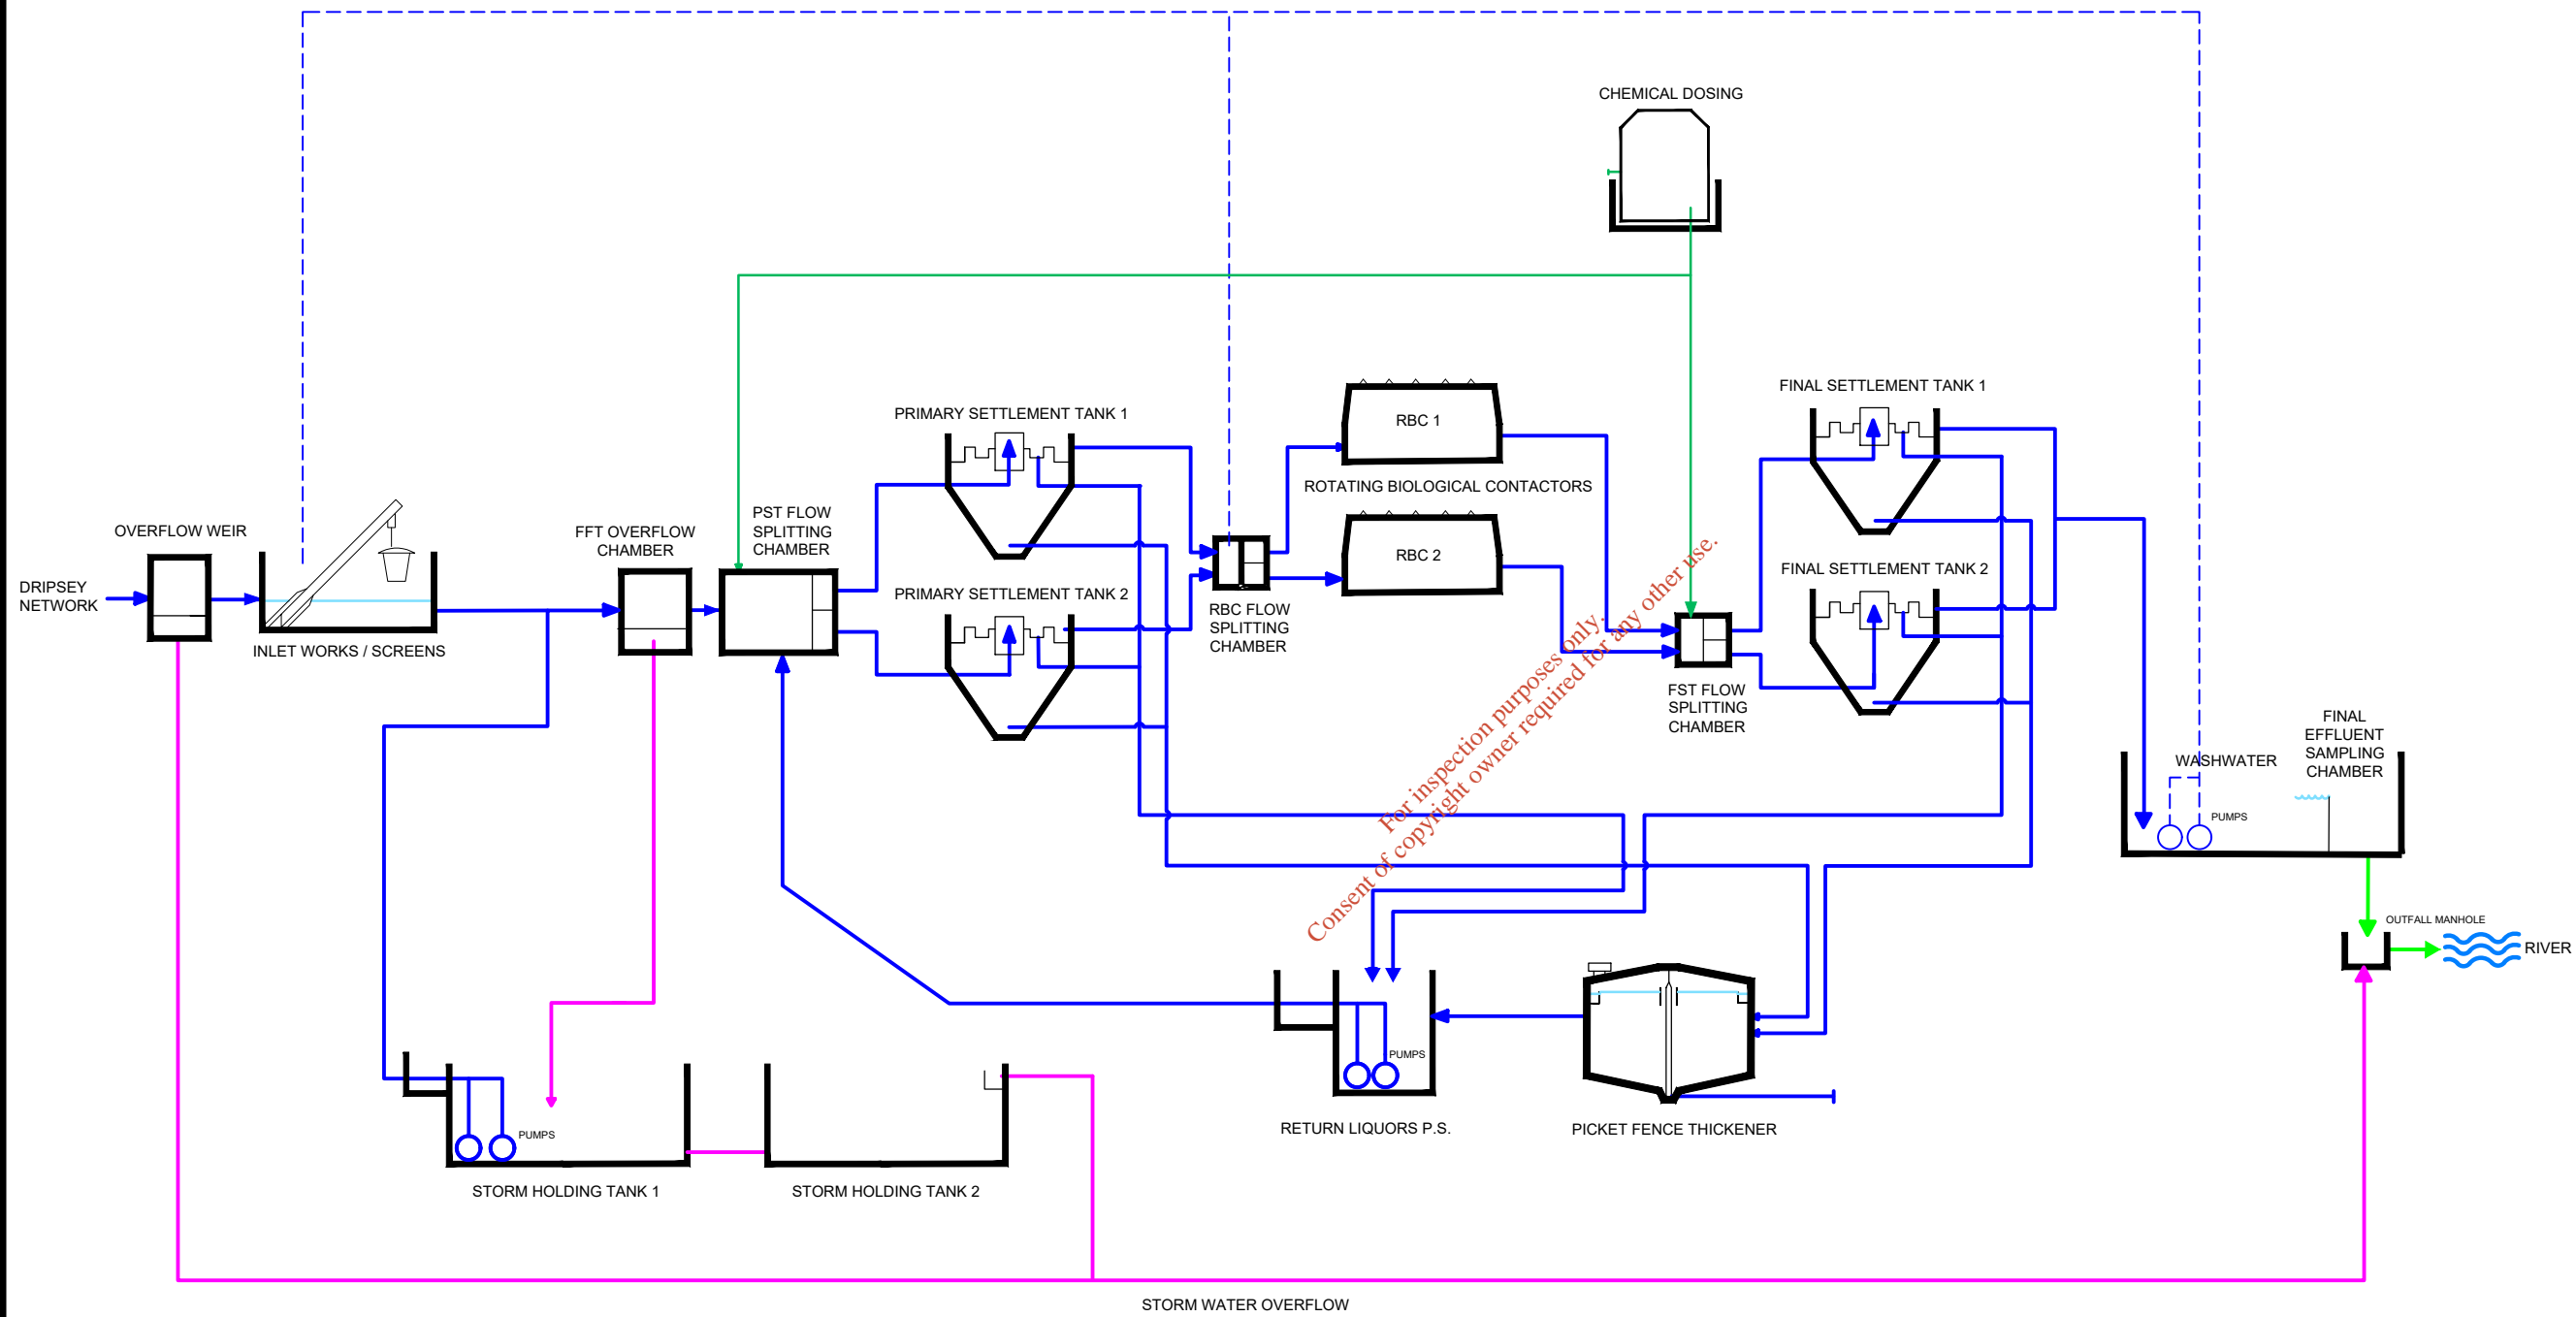 CHEMICAL DOSING
FINAL SETTLEMENT TANK 1
PRIMARY SETTLEMENT TANK 1
RBC 1
ROTATING BIOLOGICAL CONTACTORS
OVERFLOW WEIR
FFT OVERFLOW
CHAMBER
PST FLOW
SPLITTING
CHAMBER
RBC 2
FINAL SETTLEMENT TANK 2
DRIPSEY
NETWORK
INLET WORKS / SCREENS
PRIMARY SETTLEMENT TANK 2
RBC FLOW
SPLITTING
CHAMBER
FST FLOW
SPLITTING
CHAMBER
For inspection purposes only.
Consent of copyright owner required for any other use.
FINAL
EFFLUENT
SAMPLING
CHAMBER
WASHWATER
PUMPS
OUTFALL MANHOLE
RIVER
PUMPS
RETURN LIQUORS P.S.
PICKET FENCE THICKENER
PUMPS
STORM HOLDING TANK 1
STORM HOLDING TANK 2
STORM WATER OVERFLOW